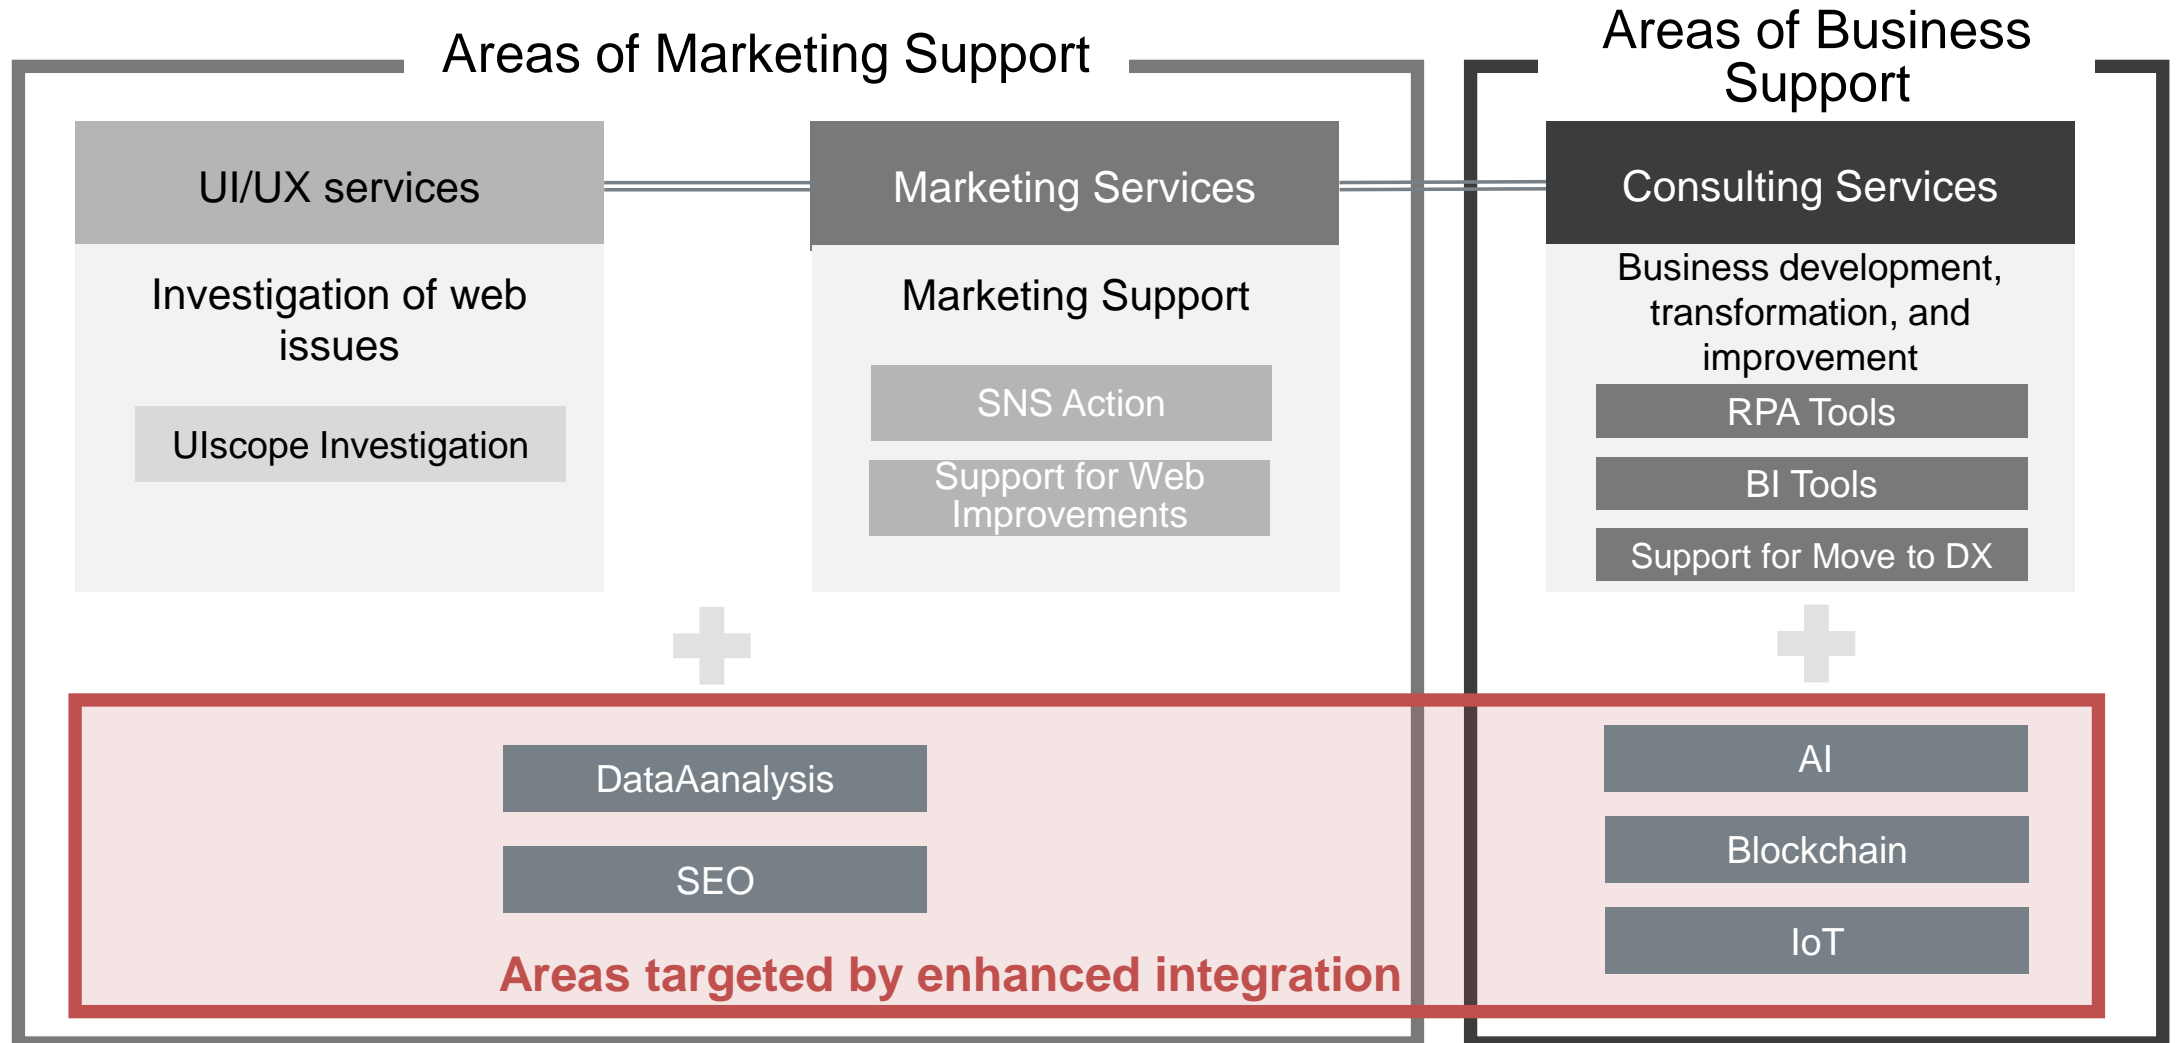 Areas of Marketing Support
Areas of Business
Support
UI/UX services
Investigation of web
issues
UIscope Investigation
Marketing Services
Marketing Support
SNS Action
Support for Web
Improvements
Consulting Services
Business development,
transformation, and
improvement
RPA Tools
BI Tools
Support for Move to DX
DataAanalysis
SEO
AI
Blockchain
IoT
Areas targeted by enhanced integration